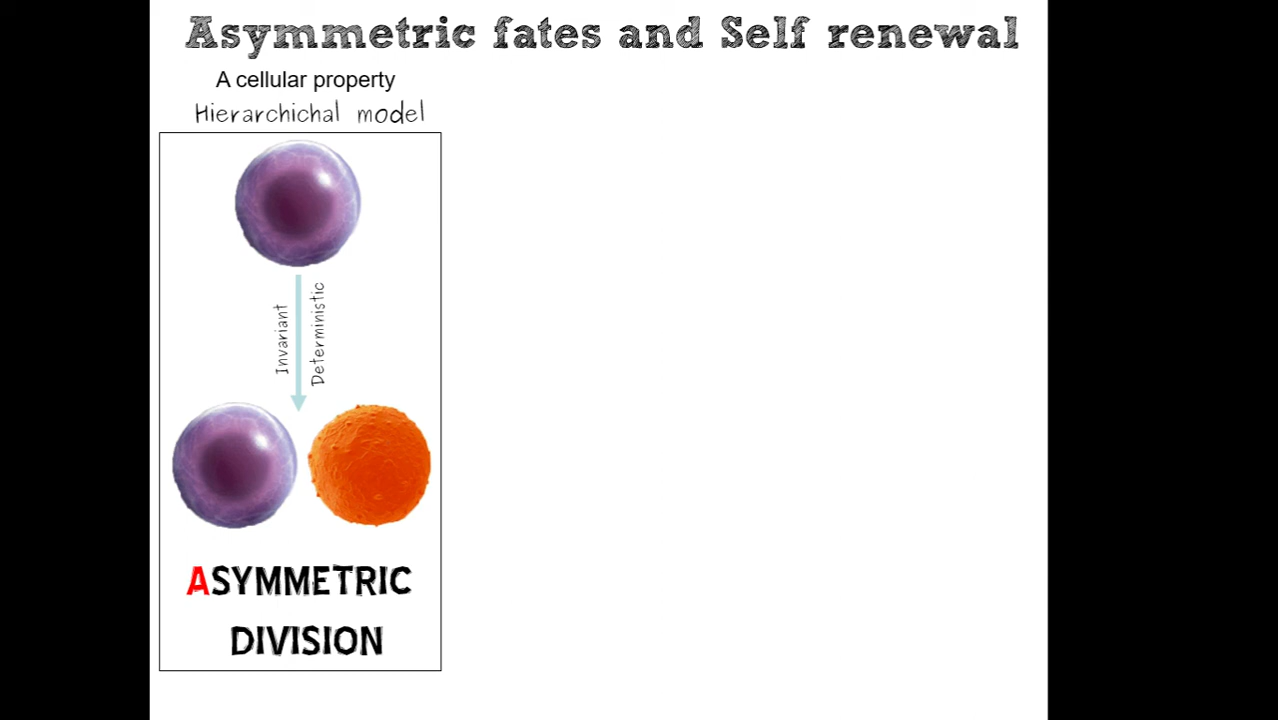 Asymmetric fates and Self renewal
A cellular property
Hierarchichal model
Invariant
Deterministic
ASYMMETRIC
DIVISION